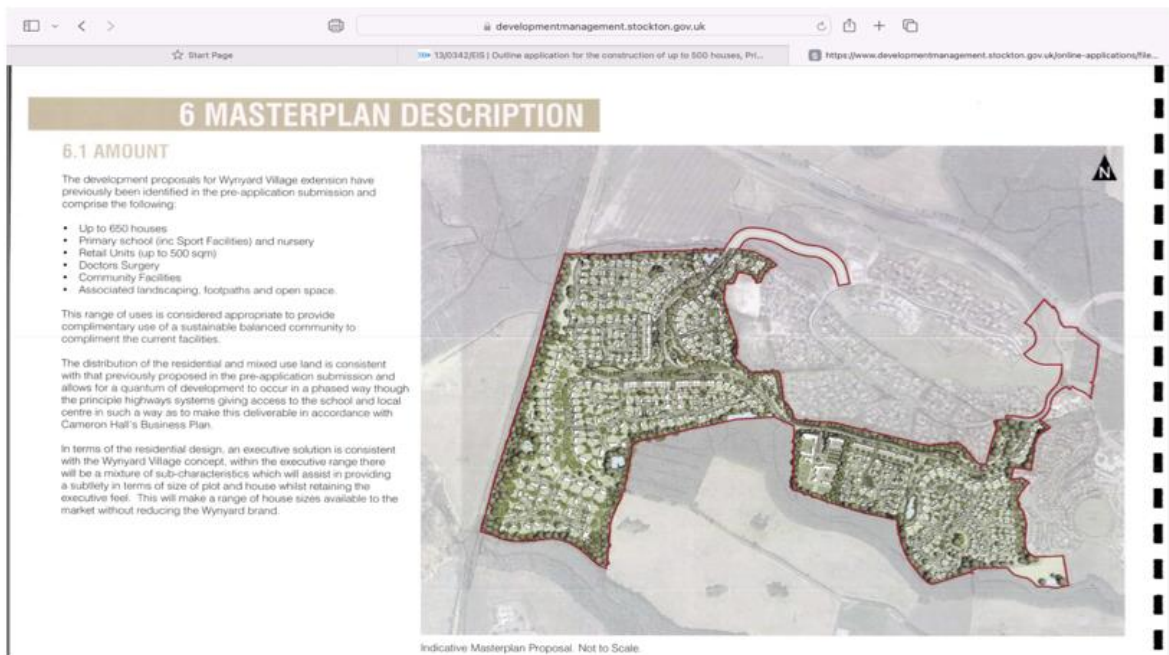 developmentmanagement.stockton.gov.uk
Start Page
13/0342/EIS | Outline application for the construction of up to 500 houses, Pri...
https://www.developmentmanagement.stockton.gov.uk/online-applications/file...
6 MASTERPLAN DESCRIPTION
6.1 AMOUNT
The development proposals for Wynyard Village extension have
previously been identified in the pre-application submission and
comprise the following:
• Up to 650 houses
• Primary school (inc Sport Facilities) and nursery
• Retail Units (up to 500 sqm)
• Doctors Surgery
• Community Facilities
• Associated landscaping, footpaths and open space.
This range of uses is considered appropriate to provide
complimentary use of a sustainable balanced community to
compliment the current facilities.
The distribution of the residential and mixed use land is consistent
with that previously proposed in the pre-application submission and
allows for a quantum of development to occur in a phased way though
the principle highways systems giving access to the school and local
centre in such a way as to make this deliverable in accordance with
Cameron Hall's Business Plan.
In terms of the residential design, an executive solution is consistent
with the Wynyard Village concept, within the executive range there
will be a mixture of sub-characteristics which will assist in providing
a subtlety in terms of size of plot and house whilst retaining the
executive feel. This will make a range of house sizes available to the
market without reducing the Wynyard brand.
N
Indicative Masterplan Proposal. Not to Scale.